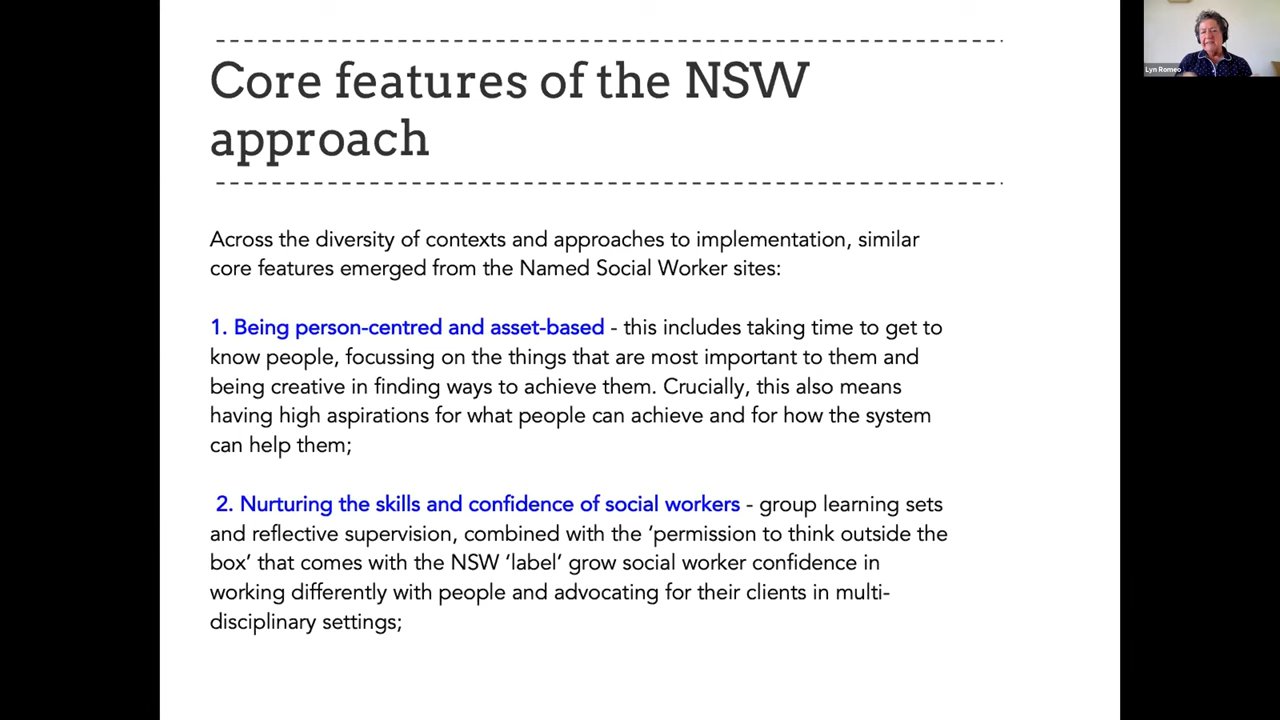 Core features of the NSW
approach
Across the diversity of contexts and approaches to implementation, similar
core features emerged from the Named Social Worker sites:
1. Being person-centred and asset-based - this includes taking time to get to
know people, focussing on the things that are most important to them and
being creative in finding ways to achieve them. Crucially, this also means
having high aspirations for what people can achieve and for how the system
can help them;
2. Nurturing the skills and confidence of social workers - group learning sets
and reflective supervision, combined with the ‘permission to think outside the
box’ that comes with the NSW ‘label’ grow social worker confidence in
working differently with people and advocating for their clients in multi-
disciplinary settings;
Lyn Romeo